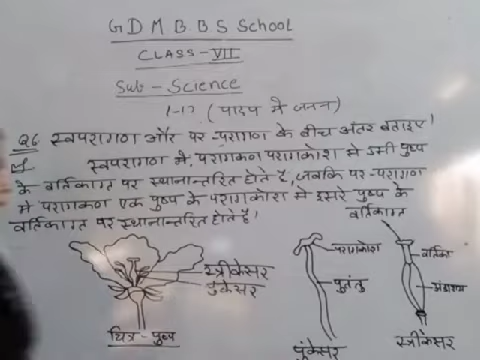 G D M B. B S School
CLASS - VII
Sub - Science
(पादप में जनन)
Q6. स्वपरागण और पर-परागण के बीच अंतर बताइए।
स्वपरागण में, परागकण परागकोश से उसी पुष्प
के वर्तिकाग्र पर स्थानान्तरित होते है, जबकि पर-परागण
में परागकण एक पुष्प के परागकोश से दूसरे पुष्प के
वर्तिकाग्र पर स्थानान्तरित होते है।
वर्तिकाग्र
परागकोश
वर्तिका
स्त्रीकेसर
पुंकेसर
पुतंतु
अंडाशय
चित्र - पुष्प
पुंकेसर
स्त्रीकेसर